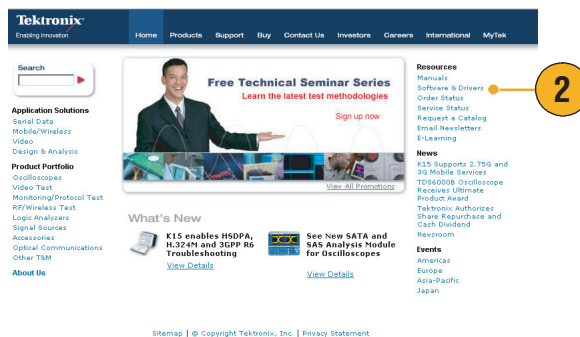 Tektronix
Enabling Innovation
Home Products Support Buy Contact Us Investors Careers International MyTek
Search
Application Solutions
Serial Data
Mobile/Wireless
Video
Design & Analysis
Product Portfolio
Oscilloscopes
Video Test
Monitoring/Protocol Test
RF/Wireless Test
Logic Analyzers
Signal Sources
Accessories
Optical Communications
Other T&M
About Us
Free Technical Seminar Series
Learn the latest test methodologies
Sign up now
View All Promotions
What's New
K15 enables HSDPA,
H.324M and 3GPP R6
Troubleshooting
View Details
See New SATA and
SAS Analysis Module
for Oscilloscopes
View Details
Resources
Manuals
Software & Drivers
Order Status
Service Status
Request a Catalog
Email Newsletters
E-Learning
News
K15 Supports 2.75G and
3G Mobile Services
TDS6000B Oscilloscope
Receives Ultimate
Product Award
Tektronix Authorizes
Share Repurchase and
Cash Dividend
Newsroom
Events
Americas
Europe
Asia-Pacific
Japan
2
Sitemap | © Copyright Tektronix, Inc. | Privacy Statement